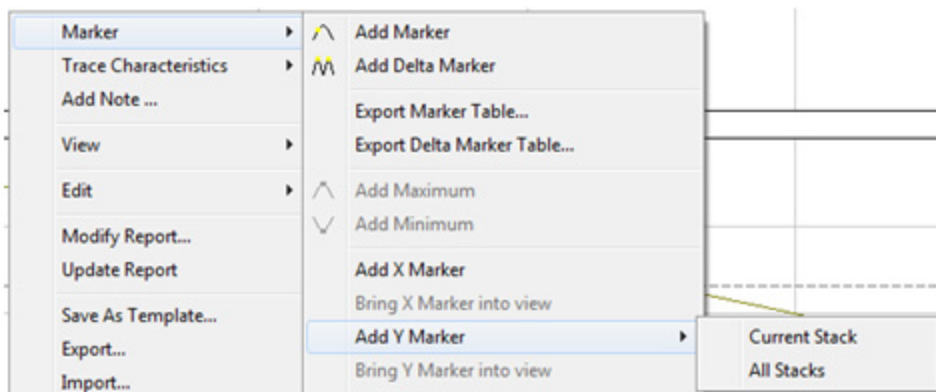 Marker
Trace Characteristics
Add Note ...
View
Edit
Modify Report...
Update Report
Save As Template...
Export...
Import...
Add Marker
Add Delta Marker
Export Marker Table...
Export Delta Marker Table...
Add Maximum
Add Minimum
Add X Marker
Bring X Marker into view
Add Y Marker
Bring Y Marker into view
Current Stack
All Stacks